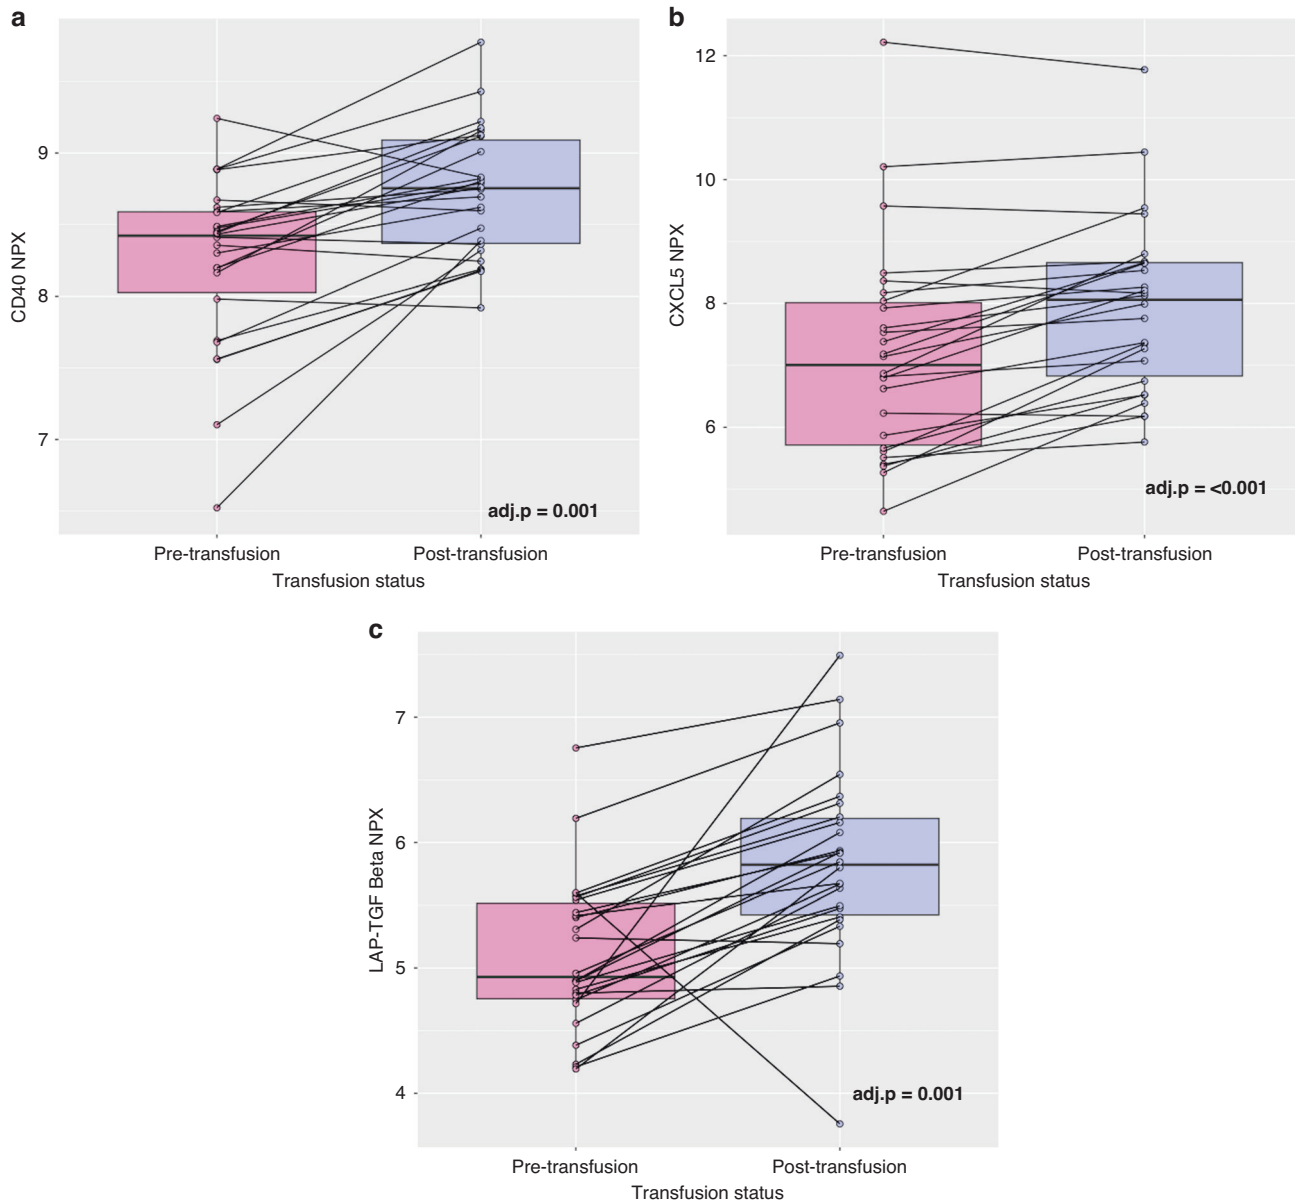 a
CD40 NPX
9
8
7
adj.p = 0.001
Pre-transfusion Post-transfusion
Transfusion status
b
CXCL5 NPX
12
10
8
6
adj.p = <0.001
Pre-transfusion Post-transfusion
Transfusion status
c
LAP-TGF Beta NPX
7
6
5
4
adj.p = 0.001
Pre-transfusion Post-transfusion
Transfusion status